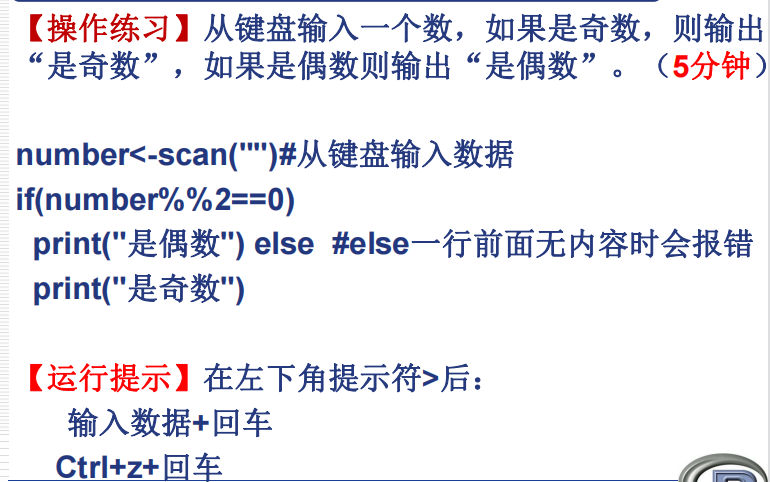 【操作练习】从键盘输入一个数，如果是奇数，则输出
“是奇数”，如果是偶数则输出“是偶数”。（5分钟）
number<-scan("")#从键盘输入数据
if(number%%2==0)
print("是偶数") else #else一行前面无内容时会报错
print("是奇数")
【运行提示】在左下角提示符>后：
输入数据+回车
Ctrl+z+回车